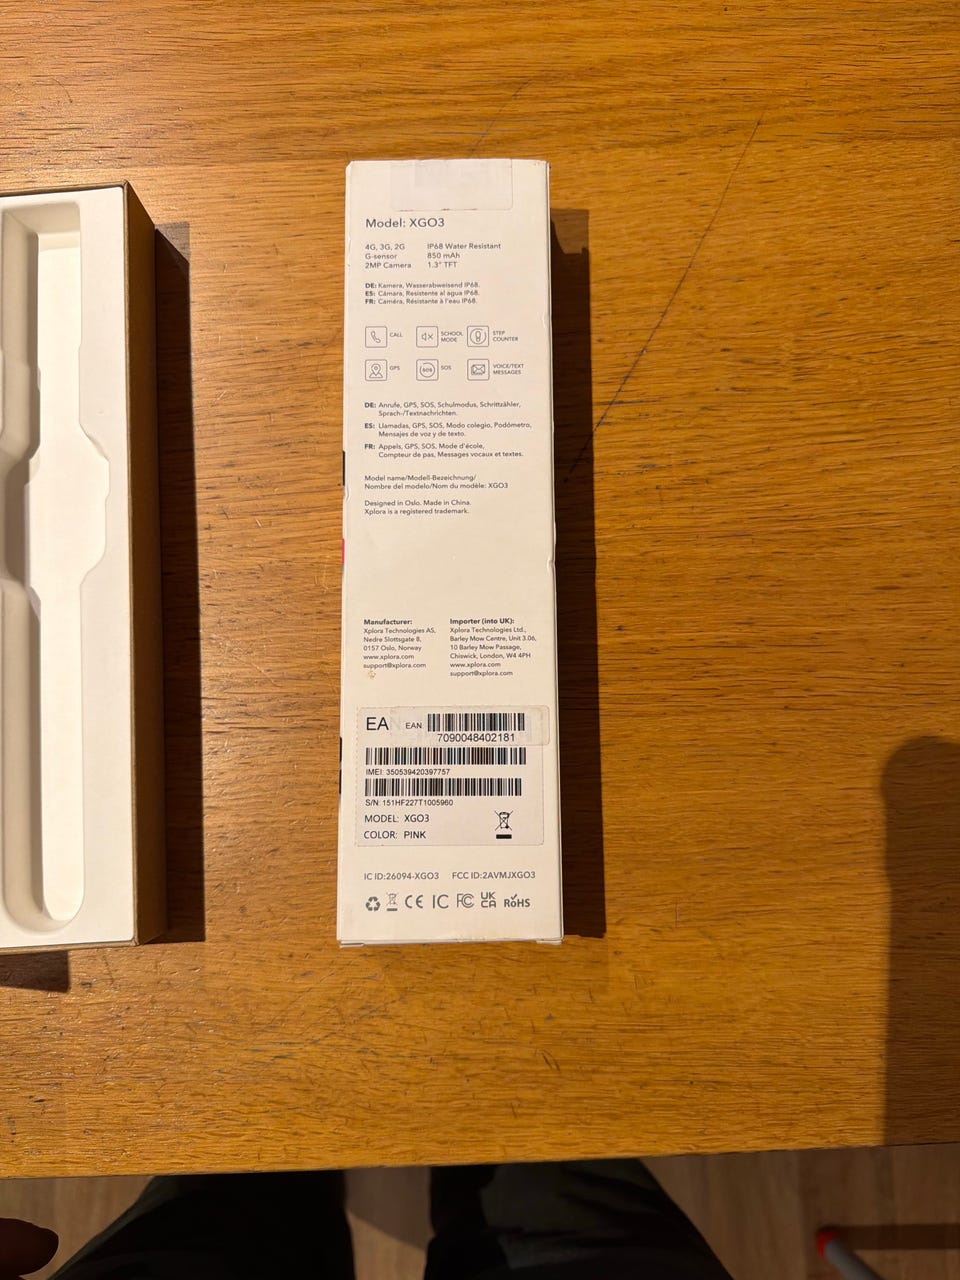 Model: XGO3
4G, 3G, 2G IP68 Water Resistant
G-sensor 850 mAh
2MP Camera 1.3" TFT
DE: Kamera, Wasserabweisend IP68.
ES: Cámara, Resistente al agua IP68.
FR: Caméra, Résistante à l'eau IP68.
CALL
SCHOOL MODE
STEP COUNTER
GPS
SOS SOS
VOICE/TEXT MESSAGES
DE: Anrufe, GPS, SOS, Schulmodus, Schrittzähler,
Sprach-/Textnachrichten.
ES: Llamadas, GPS, SOS, Modo colegio, Podómetro,
Mensajes de voz y de texto.
FR: Appels, GPS, SOS, Mode d'école,
Compteur de pas, Messages vocaux et textes.
Model name/Modell-Bezeichnung/
Nombre del modelo/Nom du modèle: XGO3
Designed in Oslo. Made in China.
Xplora is a registered trademark.
Manufacturer:
Xplora Technologies AS,
Nedre Slottsgate 8,
0157 Oslo, Norway
www.xplora.com
support@xplora.com
Importer (into UK):
Xplora Technologies Ltd.,
Barley Mow Centre, Unit 3.06,
10 Barley Mow Passage,
Chiswick, London, W4 4PH
www.xplora.com
support@xplora.com
EA EAN:
7090048402181
IMEI: 350539420397757
S/N: 151HF227T1005960
MODEL: XGO3
COLOR: PINK
IC ID:26094-XGO3 FCC ID:2AVMJXGO3
CE IC FC UK CA RoHS